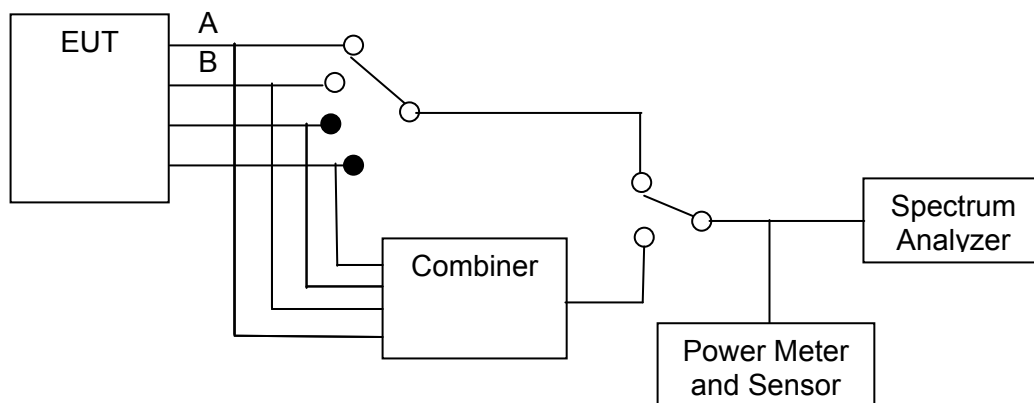 EUT
A
B
Combiner
Spectrum
Analyzer
Power Meter
and Sensor